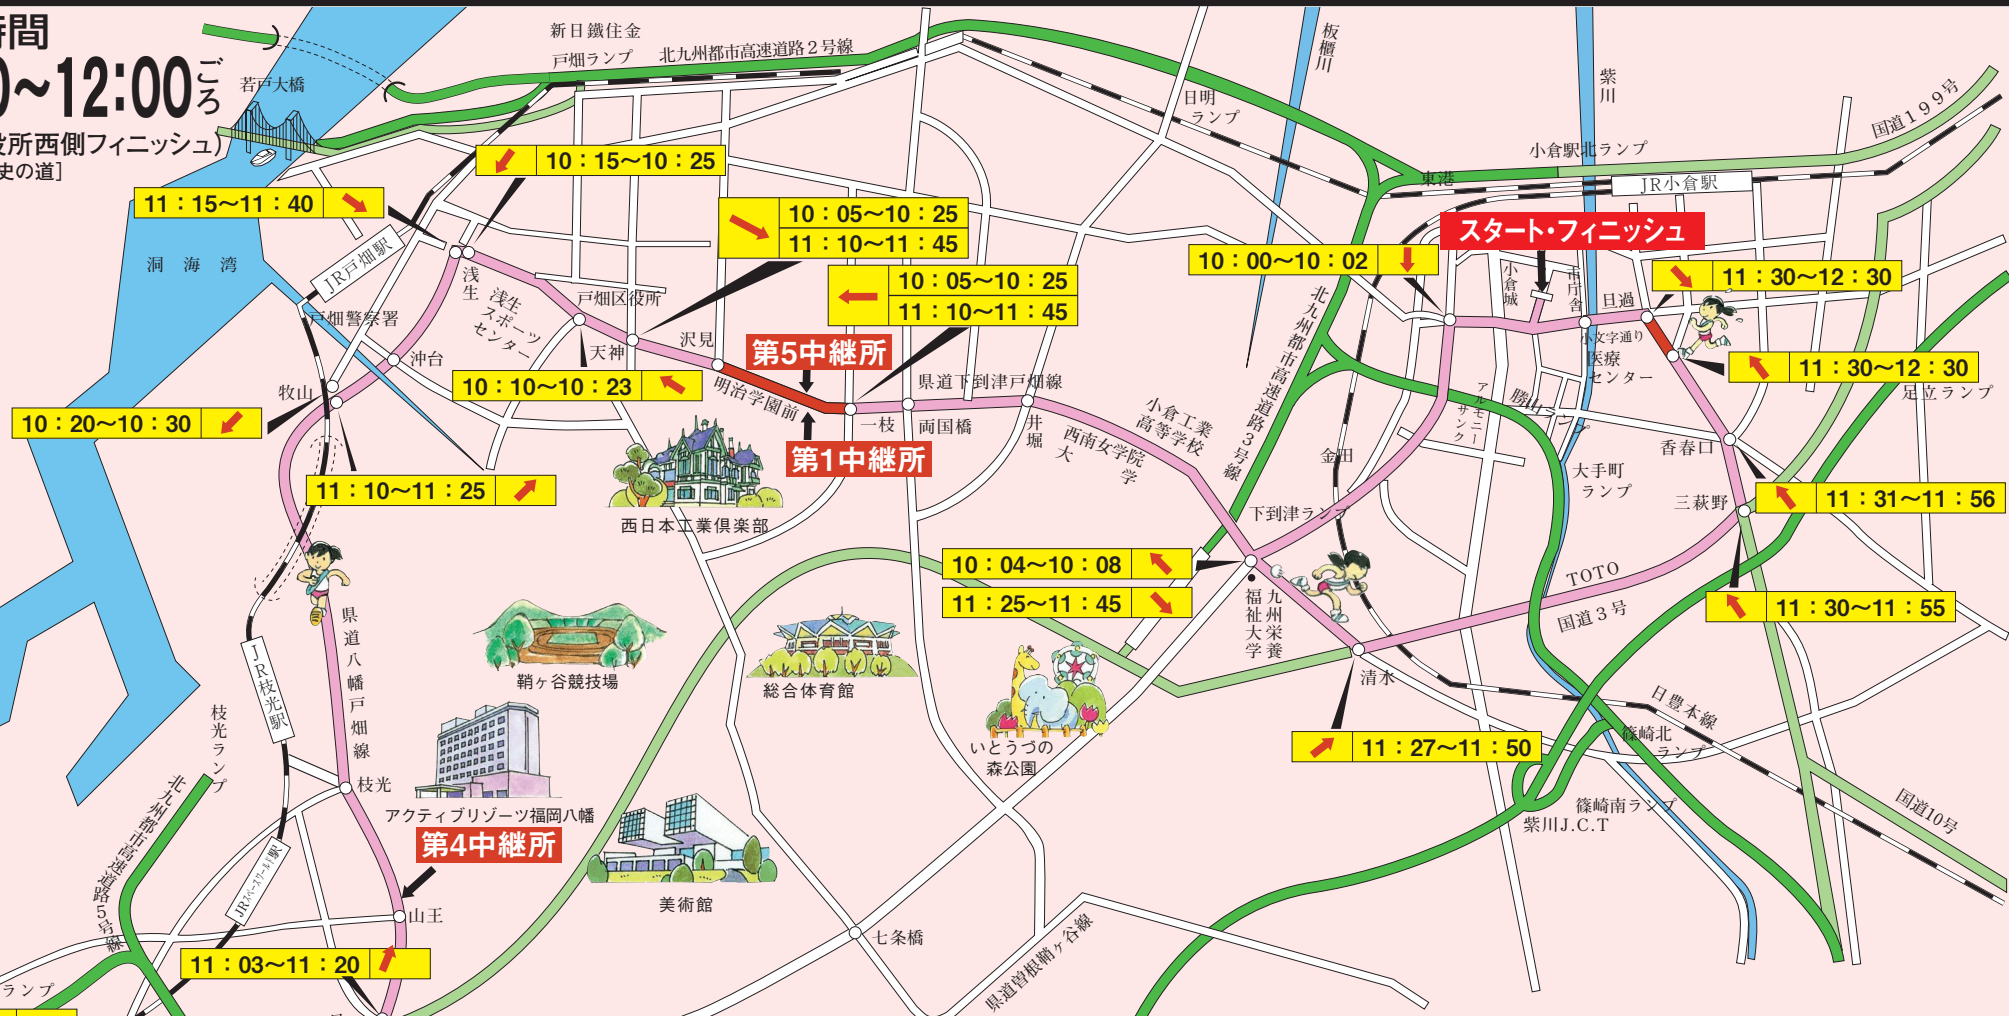 時間
0～12:00ごろ
役所西側フィニッシュ)
史の道]
若戸大橋
新日鐵住金
戸畑ランプ
北九州都市高速道路2号線
板櫃川
紫川
日明
ランプ
国道199号
小倉駅北ランプ
東港
JR小倉駅
10：15～10：25
11：15～11：40
10：05～10：25
11：10～11：45
スタート・フィニッシュ
10：00～10：02
11：30～12：30
洞海湾
JR戸畑駅
浅生
浅生
スポーツ
センター
戸畑区役所
10：05～10：25
11：10～11：45
小倉城
市庁舎
旦過
戸畑警察署
天神
沢見
第5中継所
北九州都市高速道路3号線
小文字通り
医療
センター
11：30～12：30
沖台
牧山
10：10～10：23
明治学園前
県道下到津戸畑線
足立ランプ
10：20～10：30
一枝
両国橋
井堀
小倉工業
高等学校
西南女学院
大学
アルモニー
サンク
勝山ランプ
第1中継所
金田
香春口
大手町
ランプ
11：10～11：25
11：31～11：56
三萩野
西日本工業倶楽部
下到津ランプ
10：04～10：08
11：25～11：45
TOTO
国道3号
11：30～11：55
九州栄養
福祉大学
県道八幡戸畑線
JR枝光駅
鞘ヶ谷競技場
総合体育館
清水
日豊本線
枝光ランプ
いとうづの
森公園
11：27～11：50
篠崎北
ランプ
枝光
北九州都市高速道路5号線
アクティブリゾーツ福岡八幡
第4中継所
篠崎南ランプ
紫川J.C.T
国道10号
JRスペースワールド駅
美術館
山王
七条橋
県道曽根鞘ヶ谷線
11：03～11：20
ランプ